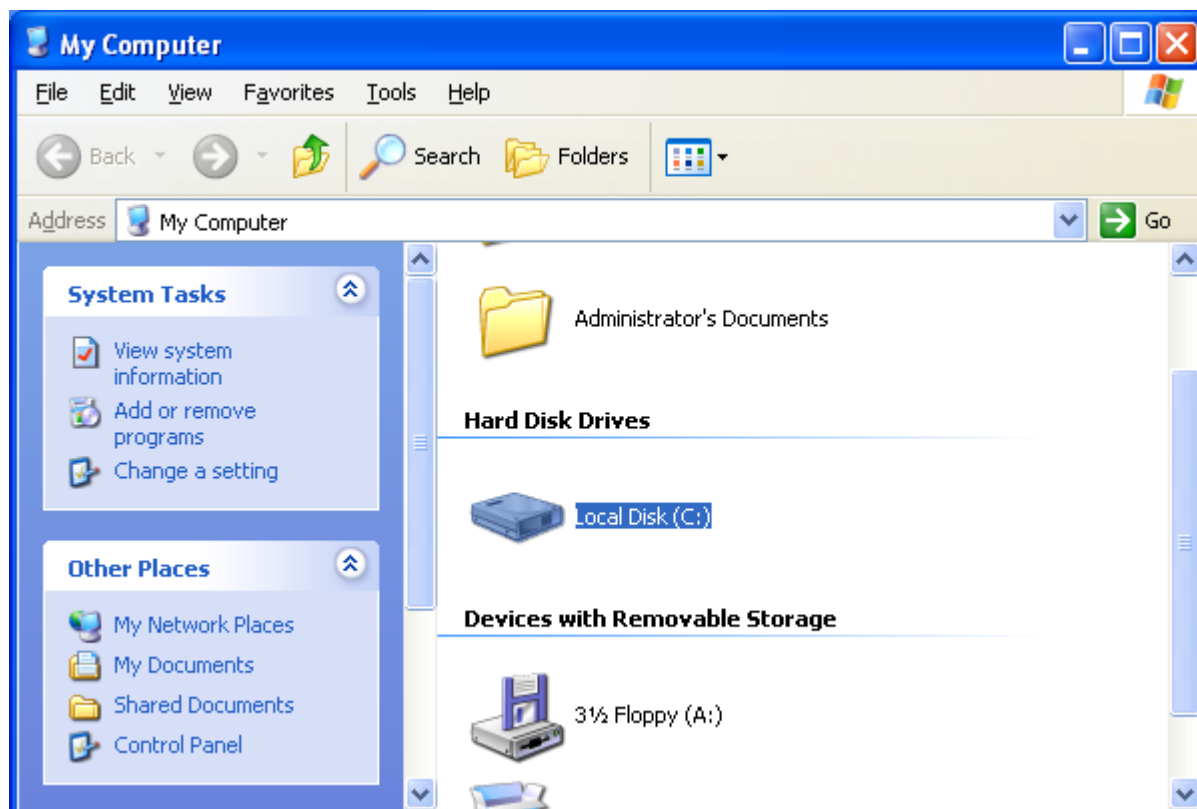 My Computer
File Edit View Favorites Tools Help
Back Search Folders
Address My Computer Go
System Tasks
View system
information
Add or remove
programs
Change a setting
Other Places
My Network Places
My Documents
Shared Documents
Control Panel
Administrator's Documents
Hard Disk Drives
Local Disk (C:)
Devices with Removable Storage
3½ Floppy (A:)